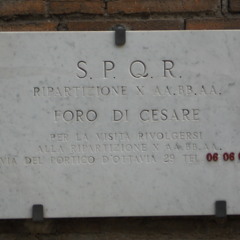 S. P. Q. R.
RIPARTIZIONE X AA.BB.AA.
FORO DI CESARE
PER LA VISITA RIVOLGERSI
ALLA RIPARTIZIONE X AA.BB.AA.
VIA DEL PORTICO D'OTTAVIA 29 TEL. 06 06